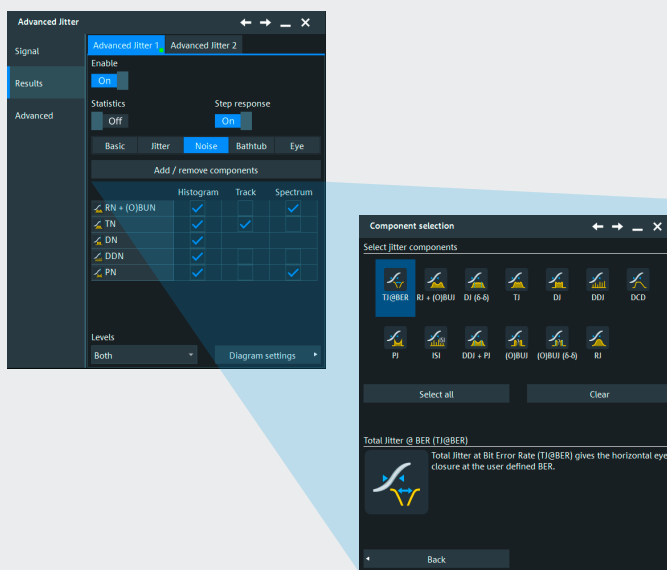 Advanced Jitter
Signal
Results
Advanced
Advanced Jitter 1
Advanced Jitter 2
Enable
On
Statistics
Step response
Off
On
Basic
Jitter
Noise
Bathtub
Eye
Add / remove components
Histogram
Track
Spectrum
RN + (O)BUN
TN
DN
DDN
PN
Levels
Both
Diagram settings
Component selection
Select jitter components
TJ@BER
RJ + (O)BUJ
DJ (δ-δ)
TJ
DJ
DDJ
DCD
PJ
ISI
DDJ + PJ
(O)BUJ
(O)BUJ (δ-δ)
RJ
Select all
Clear
Total Jitter @ BER (TJ@BER)
Total Jitter at Bit Error Rate (TJ@BER) gives the horizontal eye
closure at the user defined BER.
Back